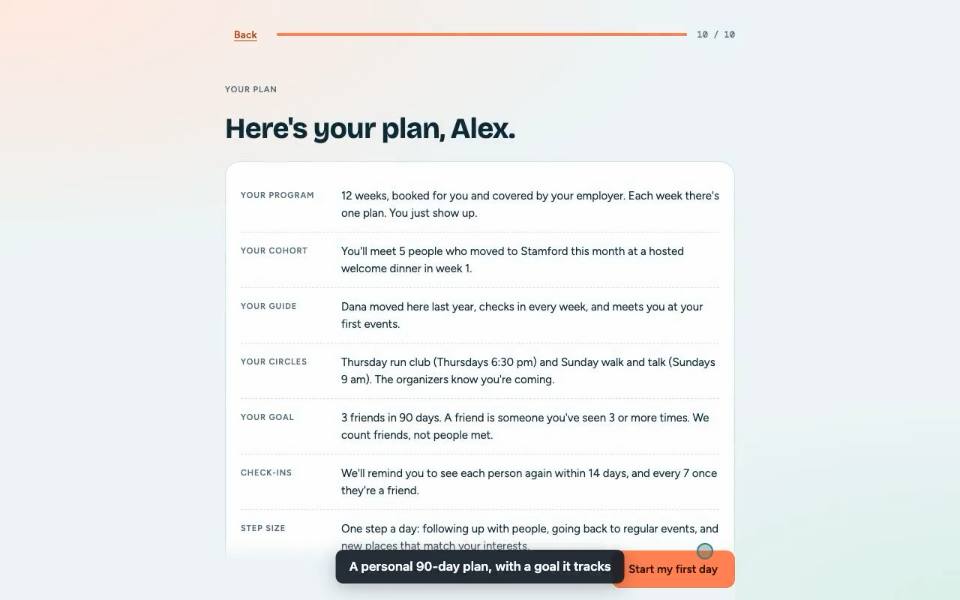 Back
10 / 10
YOUR PLAN
Here's your plan, Alex.
YOUR PROGRAM
12 weeks, booked for you and covered by your employer. Each week there's
one plan. You just show up.
YOUR COHORT
You'll meet 5 people who moved to Stamford this month at a hosted
welcome dinner in week 1.
YOUR GUIDE
Dana moved here last year, checks in every week, and meets you at your
first events.
YOUR CIRCLES
Thursday run club (Thursdays 6:30 pm) and Sunday walk and talk (Sundays
9 am). The organizers know you're coming.
YOUR GOAL
3 friends in 90 days. A friend is someone you've seen 3 or more times. We
count friends, not people met.
CHECK-INS
We'll remind you to see each person again within 14 days, and every 7 once
they're a friend.
STEP SIZE
One step a day: following up with people, going back to regular events, and
new places that match your interests.
A personal 90-day plan, with a goal it tracks
Start my first day